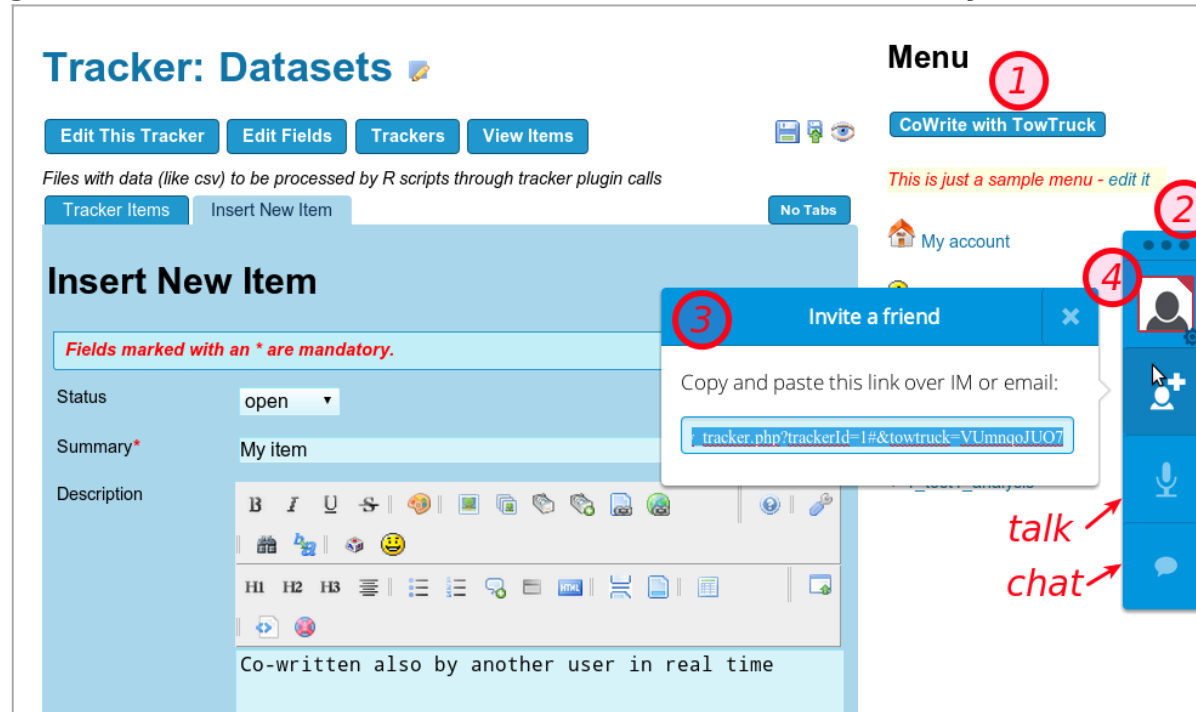 Tracker: Datasets
Edit This Tracker
Edit Fields
Trackers
View Items
Files with data (like csv) to be processed by R scripts through tracker plugin calls
Tracker Items
Insert New Item
No Tabs
Insert New Item
Fields marked with an * are mandatory.
Status
open
Summary*
My item
Description
B I U S
H1 H2 H3
HTML
Co-written also by another user in real time
Menu
1
CoWrite with TowTruck
This is just a sample menu - edit it
2
My account
4
3
Invite a friend
Copy and paste this link over IM or email:
_tracker.php?trackerId=1#&towtruck=VUmnqoJUO7
talk
chat